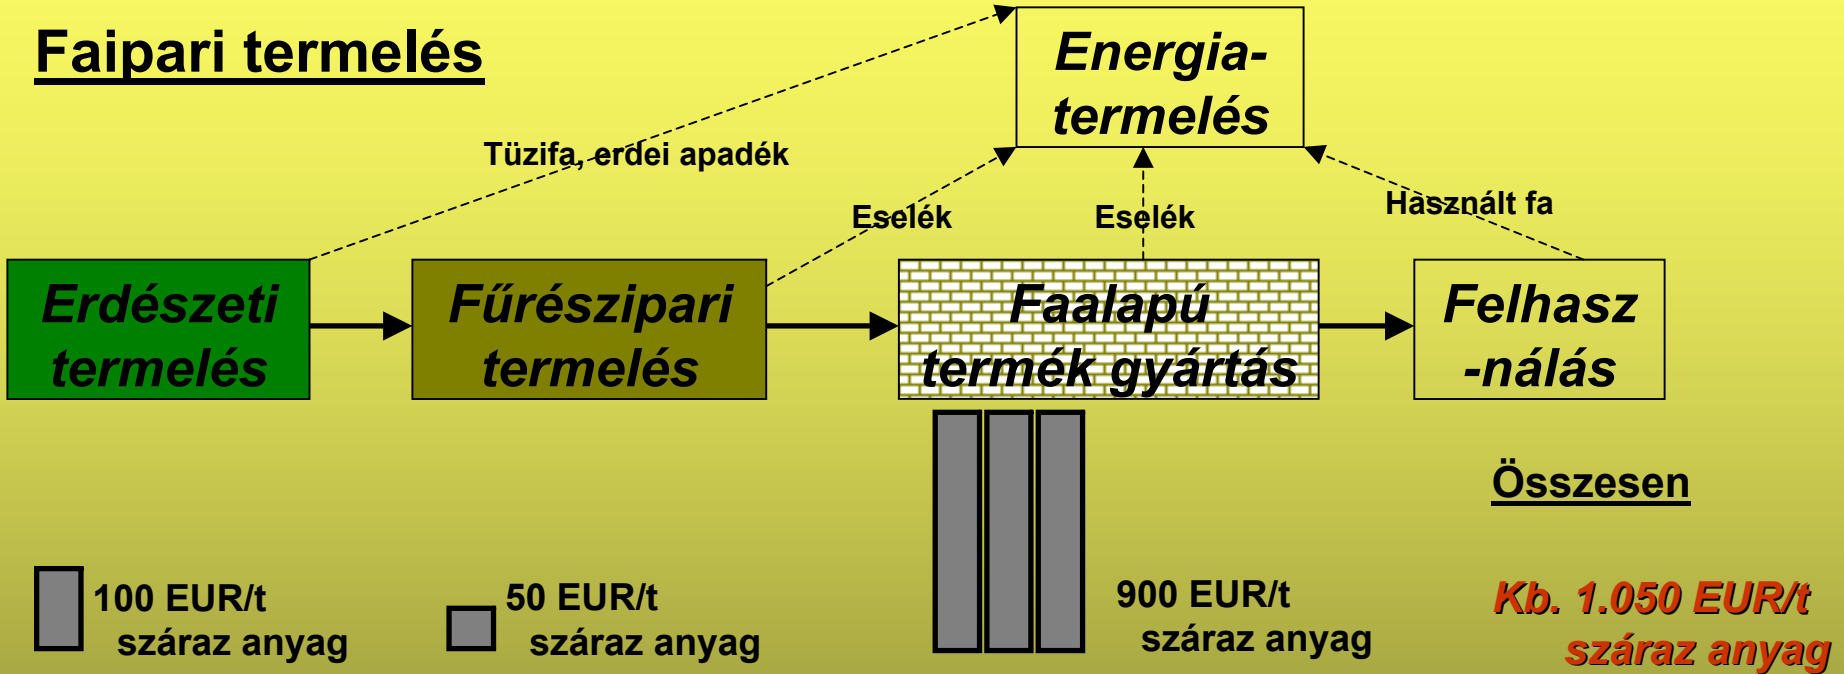 Faipari termelés
Energia-
termelés
Tüzifa, erdei apadék
Eselék
Eselék
Használt fa
Erdészeti
termelés
Fűrészipari
termelés
Faalapú
termék gyártás
Felhasz
-nálás
Összesen
100 EUR/t
száraz anyag
50 EUR/t
száraz anyag
900 EUR/t
száraz anyag
Kb. 1.050 EUR/t
száraz anyag